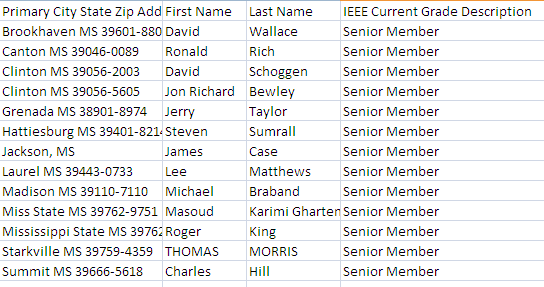 Primary City State Zip Add First Name Last Name IEEE Current Grade Description
Brookhaven MS 39601-880 David Wallace Senior Member
Canton MS 39046-0089 Ronald Rich Senior Member
Clinton MS 39056-2003 David Schoggen Senior Member
Clinton MS 39056-5605 Jon Richard Bewley Senior Member
Grenada MS 38901-8974 Jerry Taylor Senior Member
Hattiesburg MS 39401-8214 Steven Sumrall Senior Member
Jackson, MS James Case Senior Member
Laurel MS 39443-0733 Lee Matthews Senior Member
Madison MS 39110-7110 Michael Braband Senior Member
Miss State MS 39762-9751 Masoud Karimi Gharten Senior Member
Mississippi State MS 39762 Roger King Senior Member
Starkville MS 39759-4359 THOMAS MORRIS Senior Member
Summit MS 39666-5618 Charles Hill Senior Member